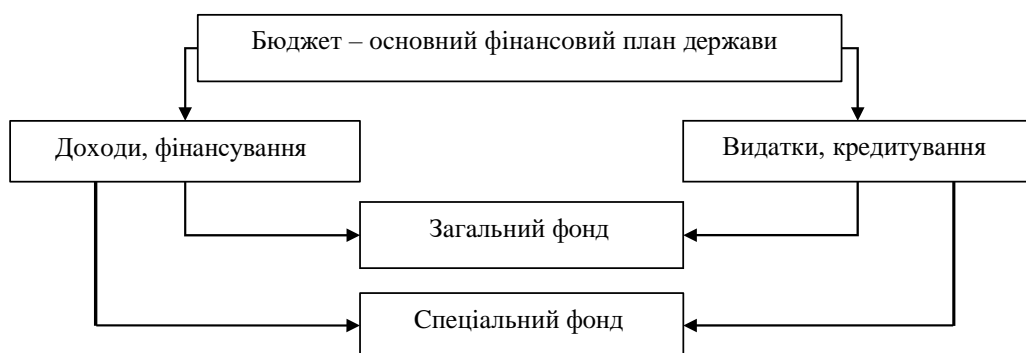 Бюджет – основний фінансовий план держави
Доходи, фінансування
Видатки, кредитування
Загальний фонд
Спеціальний фонд